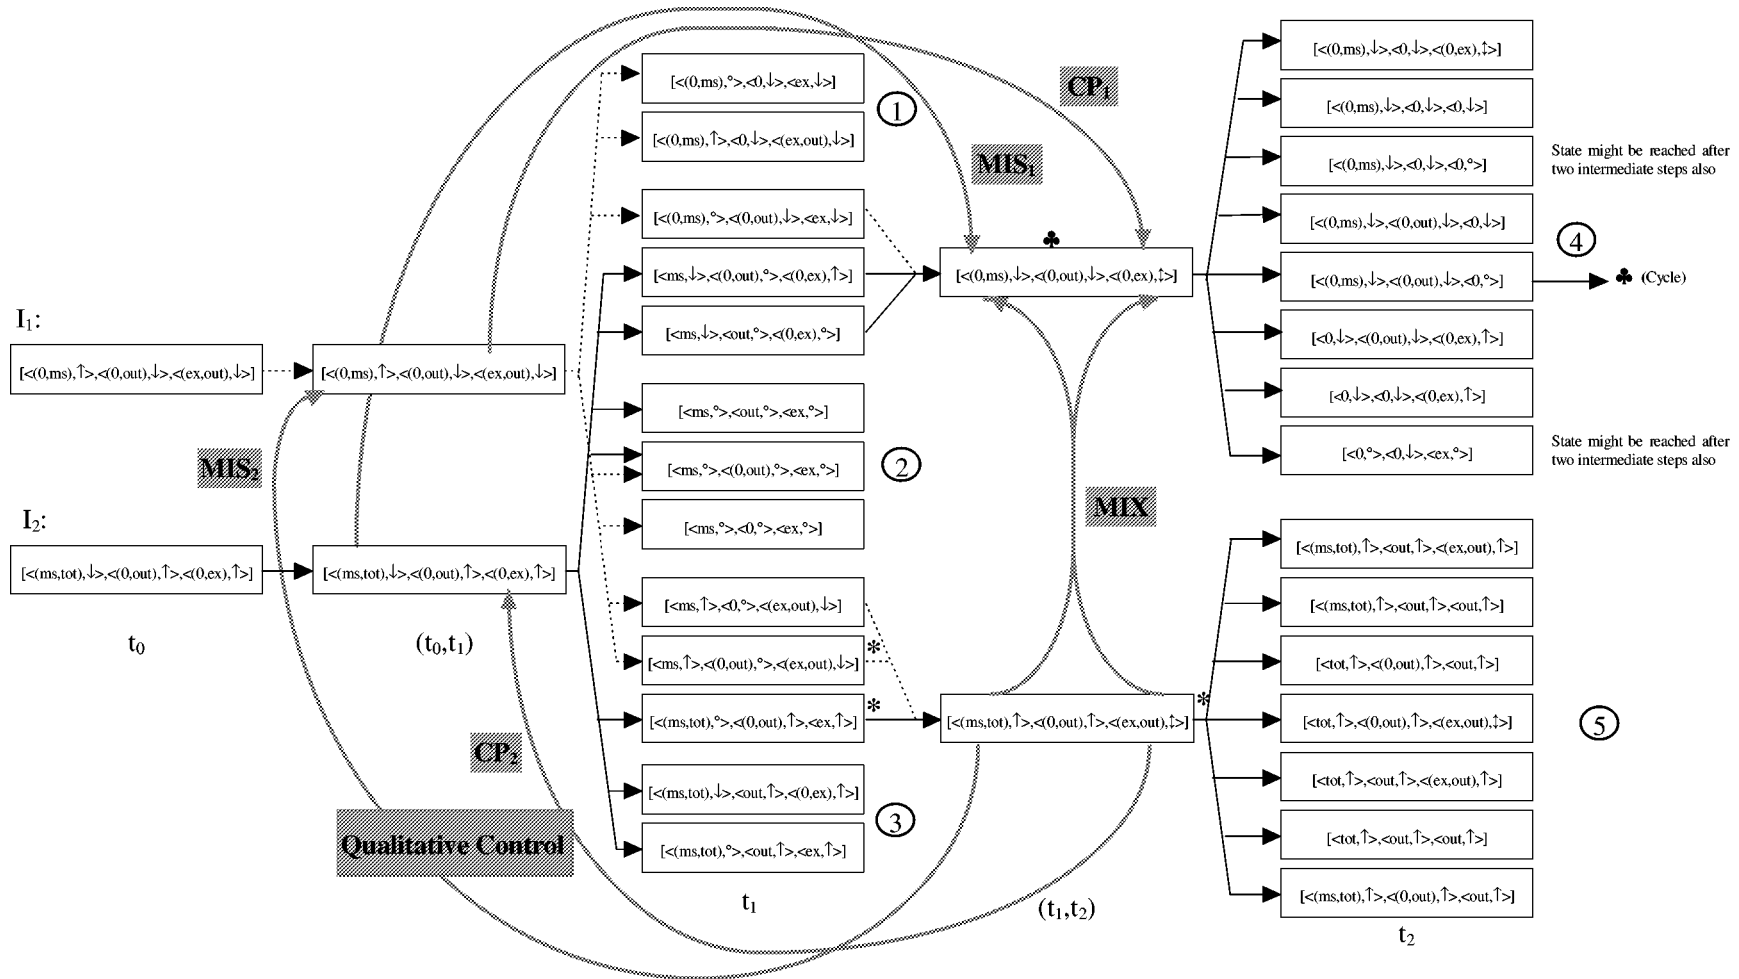 I₁:
[<(0,ms),↑>,<(0,out),↓>,<(ex,out),↓>]
MIS₂
I₂:
[<(ms,tot),↓>,<(0,out),↑>,<(0,ex),↑>]
t₀
[<(0,ms),↑>,<(0,out),↓>,<(ex,out),↓>]
[<(ms,tot),↓>,<(0,out),↑>,<(0,ex),↑>]
(t₀,t₁)
CP₂
Qualitative Control
[<(0,ms),°>,<0,↓>,<ex,↓>]
1
[<(0,ms),↑>,<0,↓>,<(ex,out),↓>]
[<(0,ms),°>,<(0,out),↓>,<ex,↓>]
[<ms,↓>,<(0,out),°>,<(0,ex),↑>]
[<ms,↓>,<out,°>,<(0,ex),°>]
[<ms,°>,<out,°>,<ex,°>]
[<ms,°>,<(0,out),°>,<ex,°>]
2
[<ms,°>,<0,°>,<ex,°>]
[<ms,↑>,<0,°>,<(ex,out),↓>]
[<ms,↑>,<(0,out),°>,<(ex,out),↓>]
*
[<(ms,tot),°>,<(0,out),↑>,<ex,↑>]
*
[<(ms,tot),↓>,<out,↑>,<(0,ex),↑>]
3
[<(ms,tot),°>,<out,↑>,<ex,↑>]
t₁
CP₁
MIS₁
♣
[<(0,ms),↓>,<(0,out),↓>,<(0,ex),↕>]
MIX
[<(ms,tot),↑>,<(0,out),↑>,<(ex,out),↕>]
*
(t₁,t₂)
[<(0,ms),↓>,<0,↓>,<(0,ex),↕>]
[<(0,ms),↓>,<0,↓>,<0,↓>]
[<(0,ms),↓>,<0,↓>,<0,°>]
State might be reached after
two intermediate steps also
[<(0,ms),↓>,<(0,out),↓>,<0,↓>]
4
[<(0,ms),↓>,<(0,out),↓>,<0,°>]
♣ (Cycle)
[<0,↓>,<(0,out),↓>,<(0,ex),↑>]
[<0,↓>,<0,↓>,<(0,ex),↑>]
[<0,°>,<0,↓>,<ex,°>]
State might be reached after
two intermediate steps also
[<(ms,tot),↑>,<out,↑>,<(ex,out),↑>]
[<(ms,tot),↑>,<out,↑>,<out,↑>]
[<tot,↑>,<(0,out),↑>,<out,↑>]
[<tot,↑>,<(0,out),↑>,<(ex,out),↕>]
5
[<tot,↑>,<out,↑>,<(ex,out),↑>]
[<tot,↑>,<out,↑>,<out,↑>]
[<(ms,tot),↑>,<(0,out),↑>,<out,↑>]
t₂